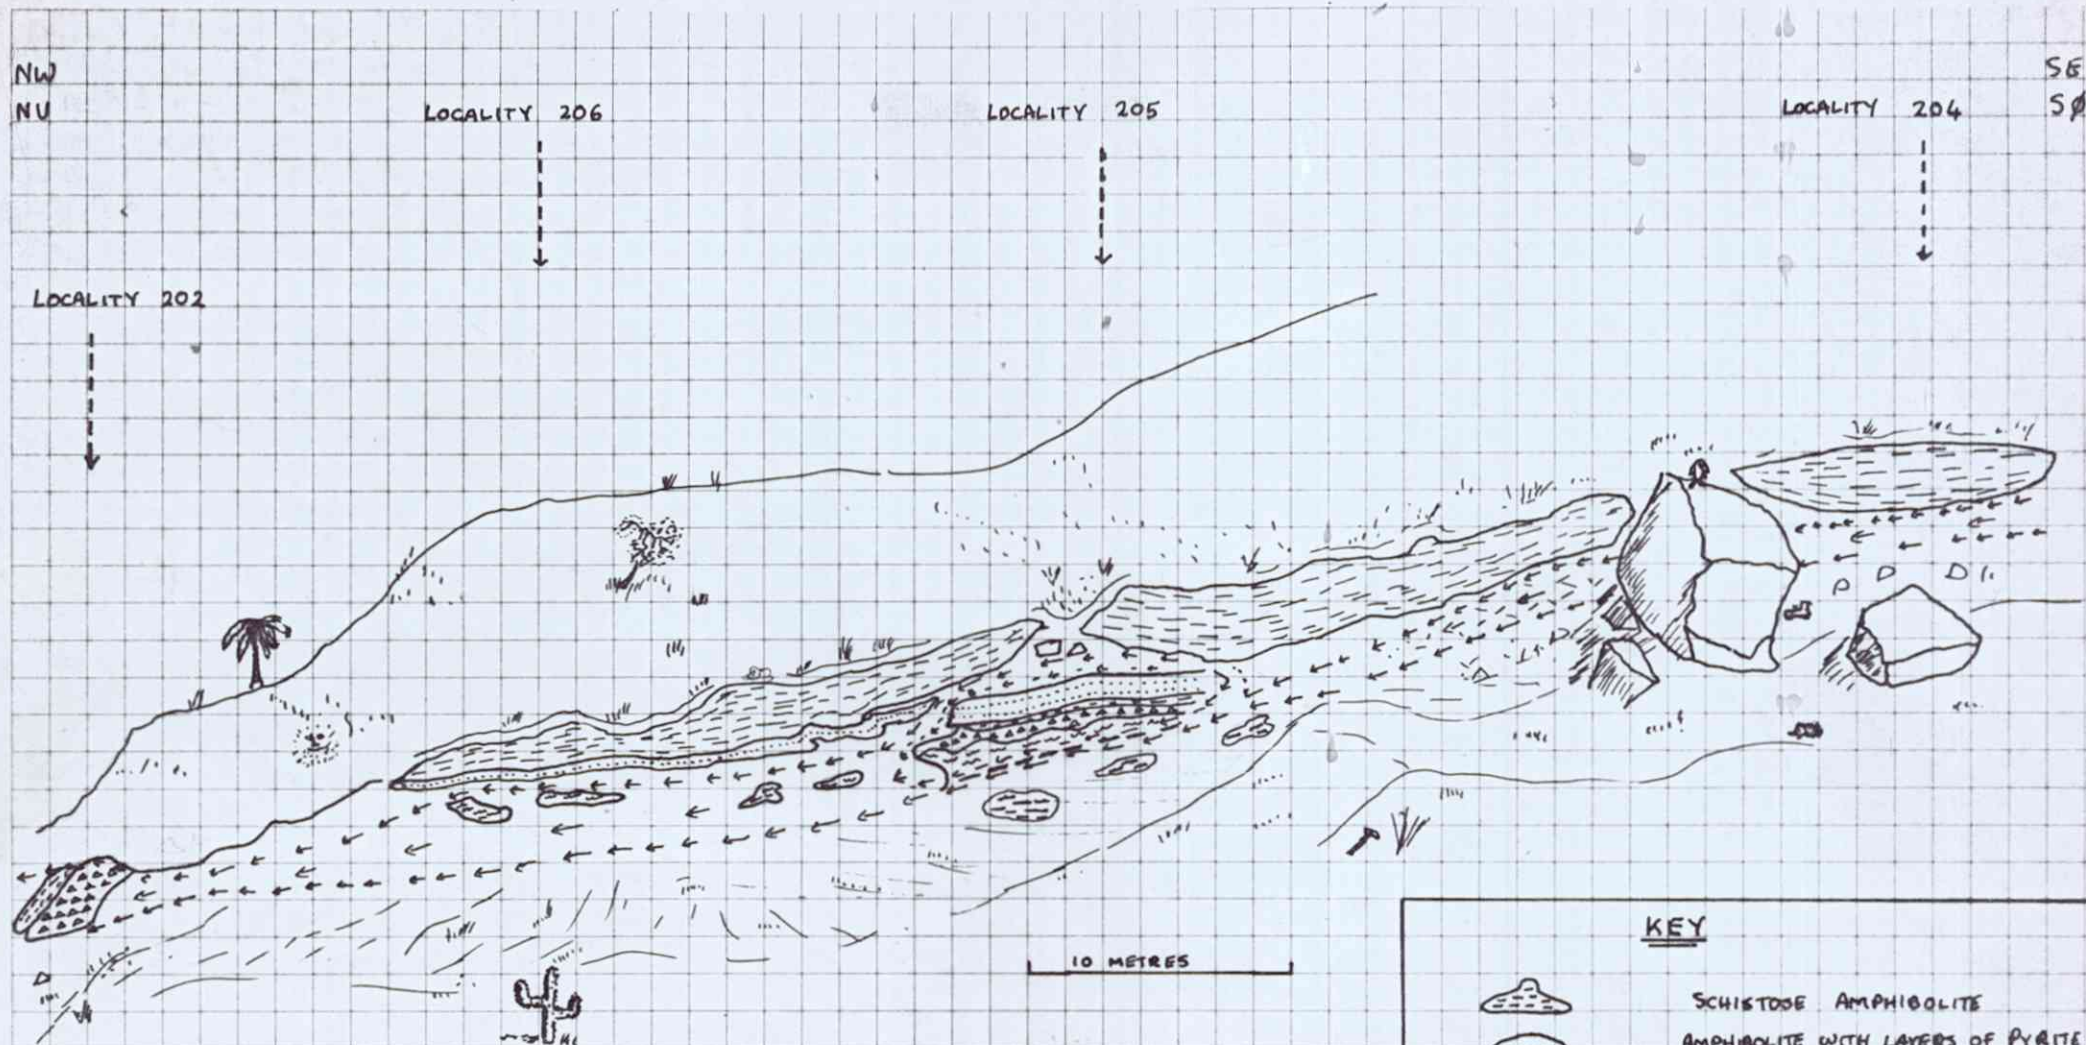 NW
SE
NU
LOCALITY 206
LOCALITY 205
LOCALITY 204
SØ
LOCALITY 202
10 METRES
KEY
SCHISTOSE AMPHIBOLITE
AMPHIBOLITE WITH LAYERS OF PYRITE